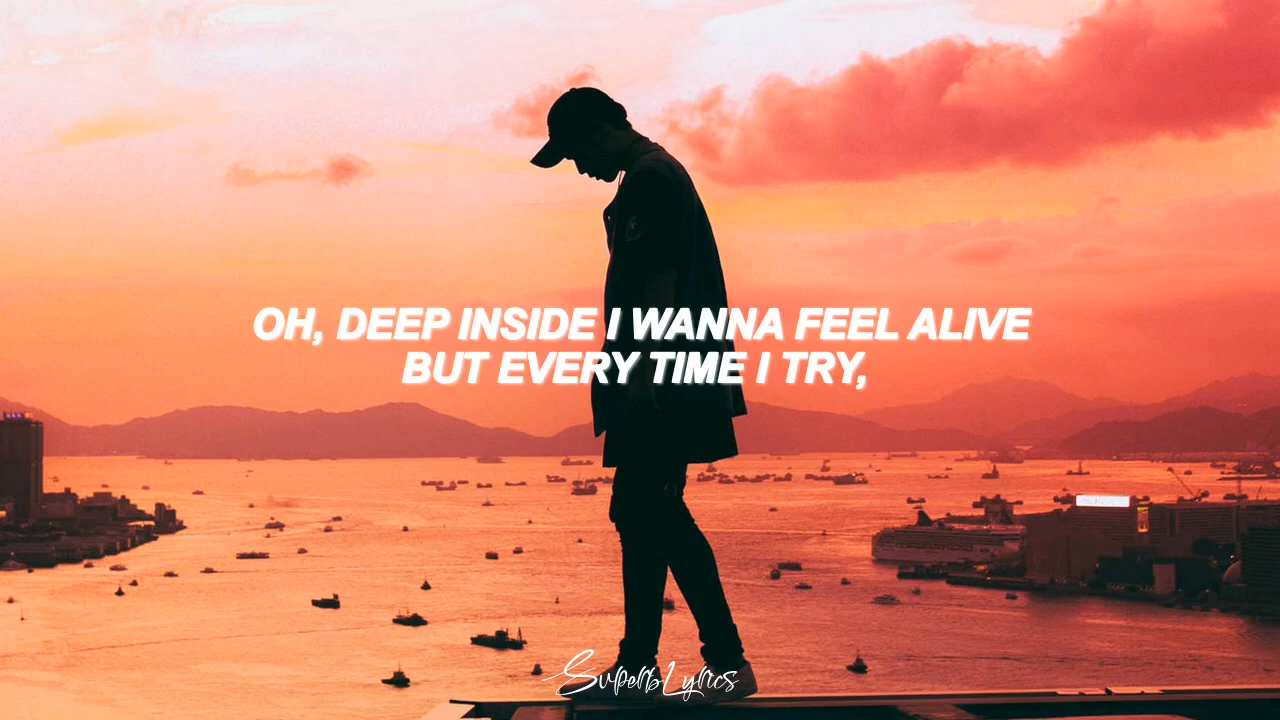 OH, DEEP INSIDE I WANNA FEEL ALIVE
BUT EVERY TIME I TRY,
SuperbLyrics